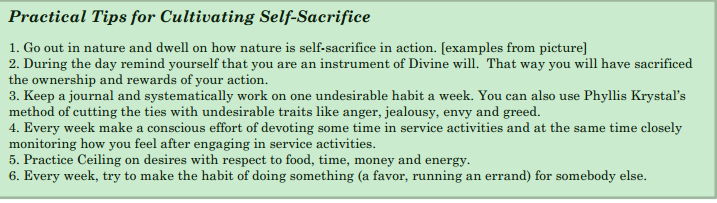 Practical Tips for Cultivating Self-Sacrifice
1. Go out in nature and dwell on how nature is self-sacrifice in action. [examples from picture]
2. During the day remind yourself that you are an instrument of Divine will.  That way you will have sacrificed
the ownership and rewards of your action.
3. Keep a journal and systematically work on one undesirable habit a week. You can also use Phyllis Krystal's
method of cutting the ties with undesirable traits like anger, jealousy, envy and greed.
4. Every week make a conscious effort of devoting some time in service activities and at the same time closely
monitoring how you feel after engaging in service activities.
5. Practice Ceiling on desires with respect to food, time, money and energy.
6. Every week, try to make the habit of doing something (a favor, running an errand) for somebody else.